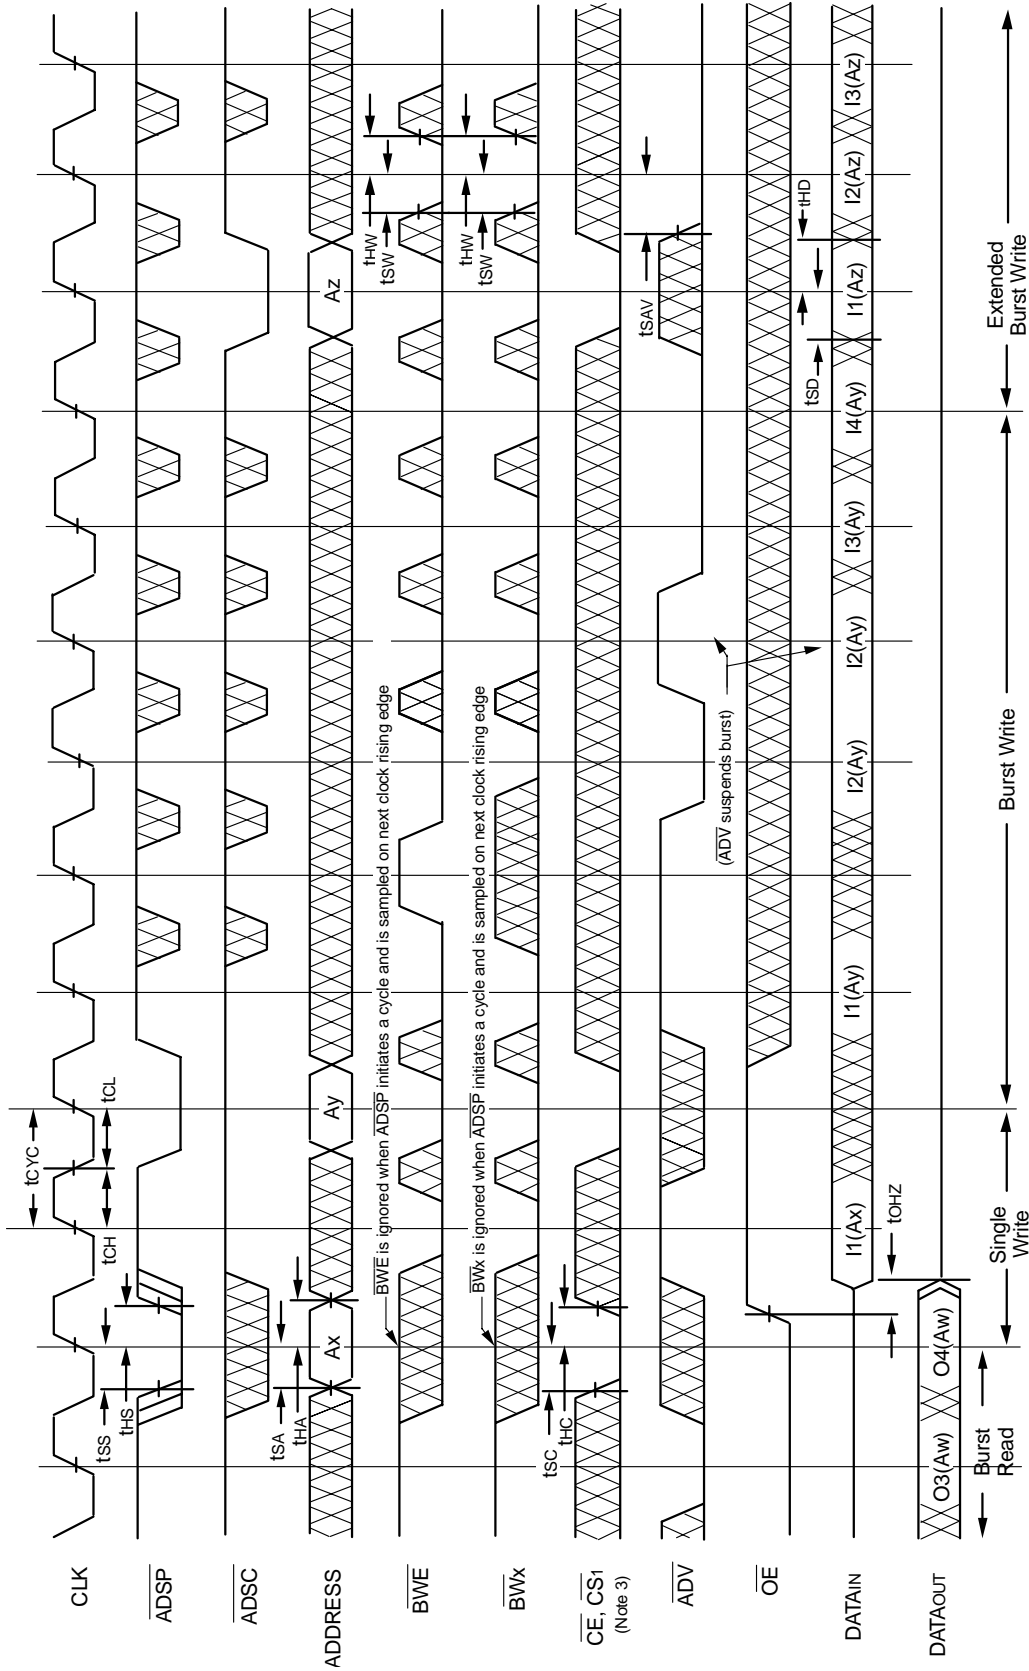 CLK
tCYC
tCH
tCL
tSS
tHS
ADSP
ADSC
tSA
tHA
ADDRESS
Ax
Ay
Az
BWE is ignored when ADSP initiates a cycle and is sampled on next clock rising edge
tHW
tSW
BWE
BWx is ignored when ADSP initiates a cycle and is sampled on next clock rising edge
tHW
tSW
BWx
tSC
tHC
CE, CS1
(Note 3)
tSAV
ADV
(ADV suspends burst)
OE
tSD
tHD
DATAIN
I1(Ax)
I1(Ay)
I2(Ay)
I2(Ay)
I3(Ay)
I4(Ay)
I1(Az)
I2(Az)
I3(Az)
tOHZ
DATAOUT
O3(Aw)
O4(Aw)
Burst
Read
Single
Write
Burst Write
Extended
Burst Write